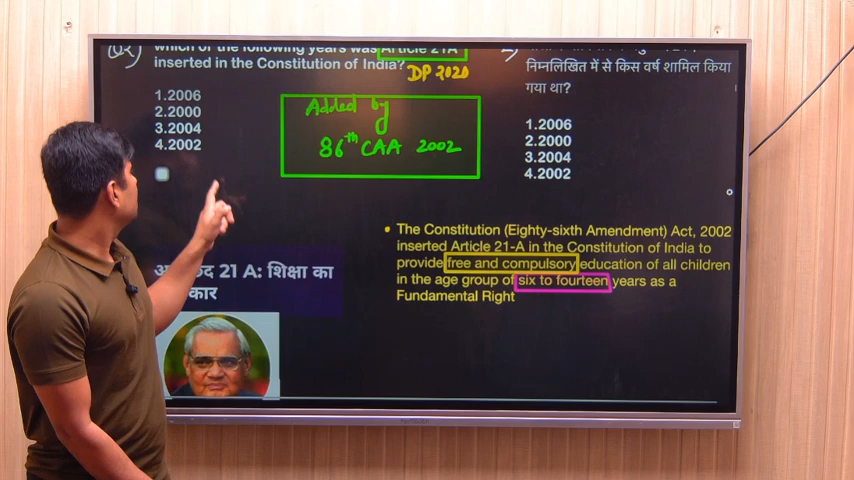 Q2)
which of the following years was Article 21A
inserted in the Constitution of India?
DP 2020
1.2006
2.2000
3.2004
4.2002
Added by
86th CAA 2002
निम्नलिखित में से किस वर्ष शामिल किया
गया था?
1.2006
2.2000
3.2004
4.2002
21 A: शिक्षा का
• The Constitution (Eighty-sixth Amendment) Act, 2002
inserted Article 21-A in the Constitution of India to
provide free and compulsory education of all children
in the age group of six to fourteen years as a
Fundamental Right